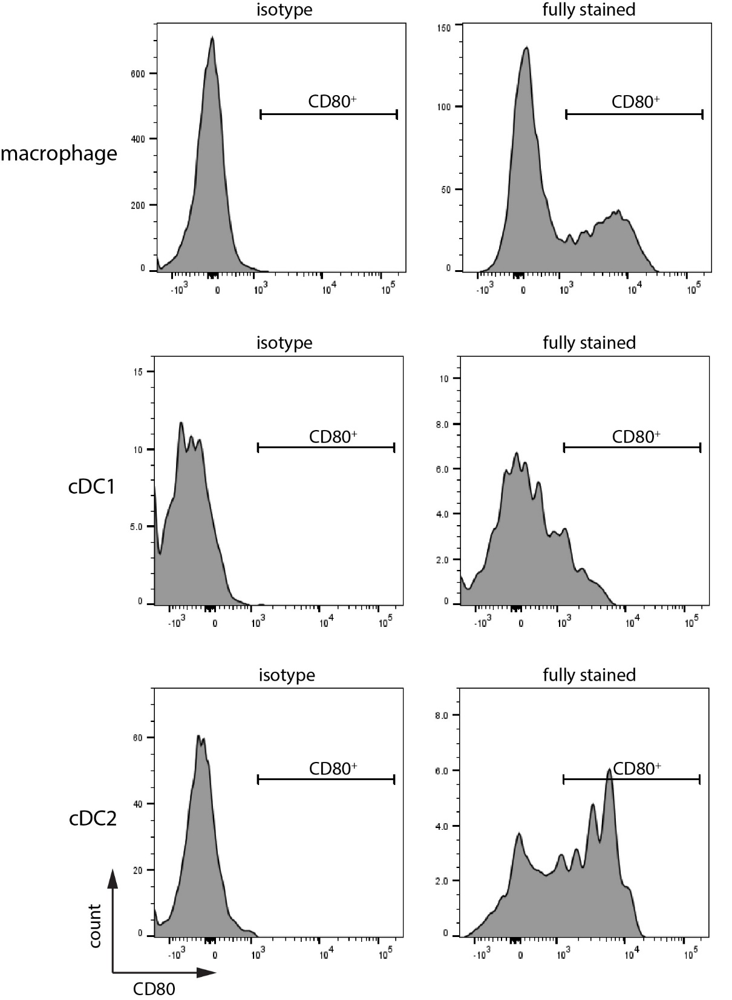 isotype fully stained
150
600
CD80⁺ CD80⁺
100
macrophage
400
50
200
0 0
-10³ 0 10³ 10⁴ 10⁵ -10³ 0 10³ 10⁴ 10⁵
isotype fully stained
15
10
8.0
CD80⁺ CD80⁺
10
6.0
cDC1
4.0
5.0
2.0
0 0
-10³ 0 10³ 10⁴ 10⁵ -10³ 0 10³ 10⁴ 10⁵
isotype fully stained
8.0
60
CD80⁺ CD80⁺
6.0
40
cDC2
4.0
20
2.0
count
0 0
-10³ 0 10³ 10⁴ 10⁵ -10³ 0 10³ 10⁴ 10⁵
CD80